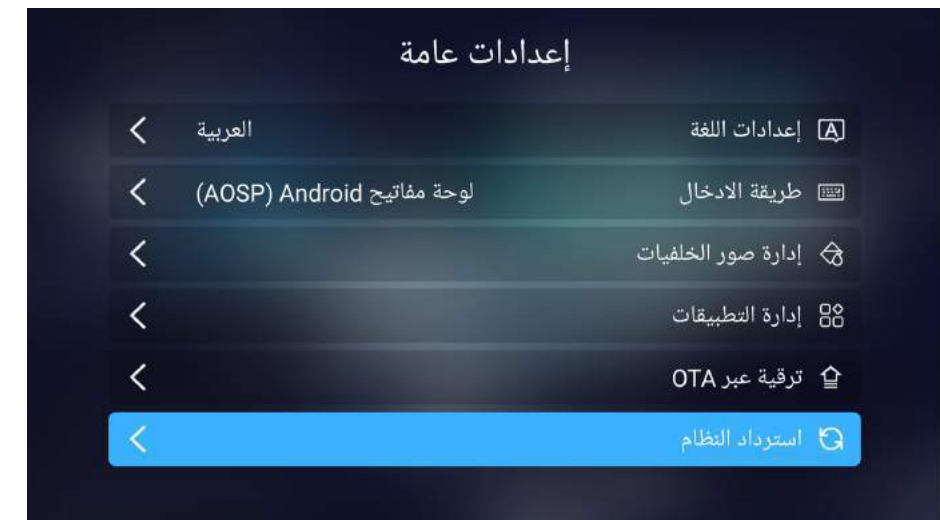 إعدادات عامة
إعدادات اللغة العربية
طريقة الادخال لوحة مفاتيح Android (AOSP)
إدارة صور الخلفيات
إدارة التطبيقات
ترقية عبر OTA
استرداد النظام